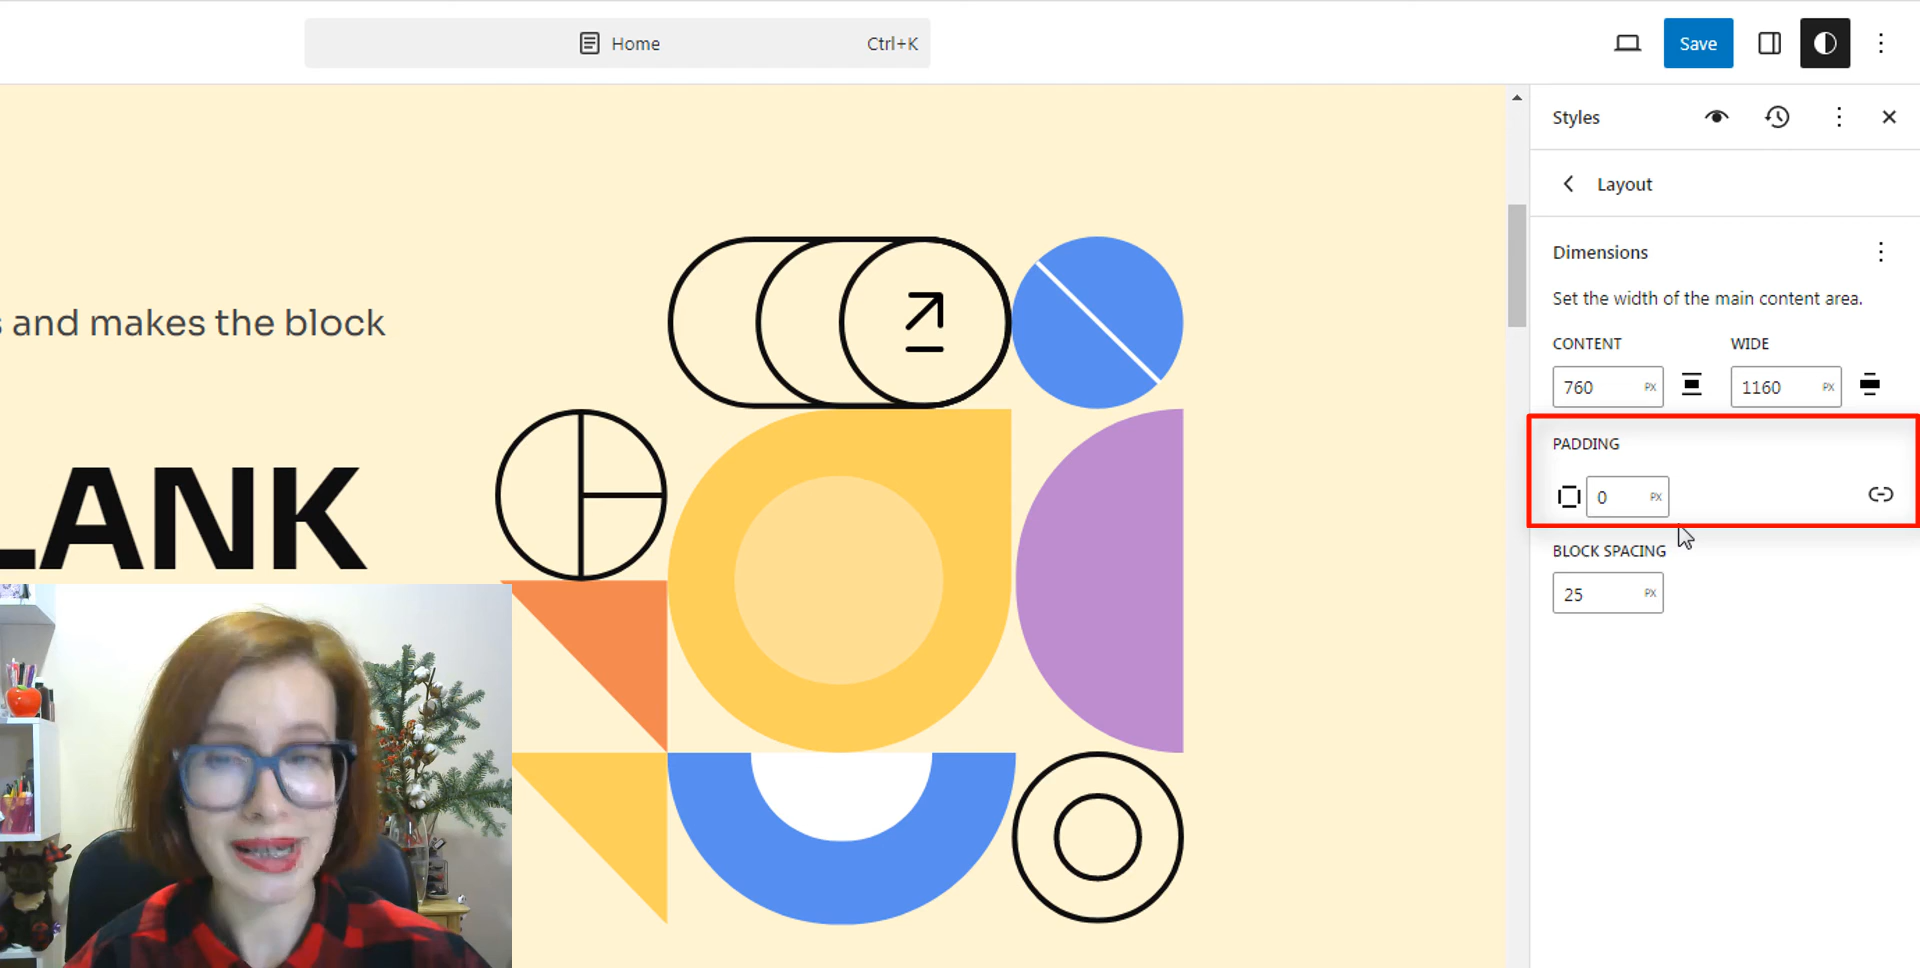 Home
Ctrl+K
Save
Styles
Layout
Dimensions
Set the width of the main content area.
CONTENT
WIDE
760 PX
1160 PX
PADDING
0 PX
BLOCK SPACING
25 PX
and makes the block
LANK